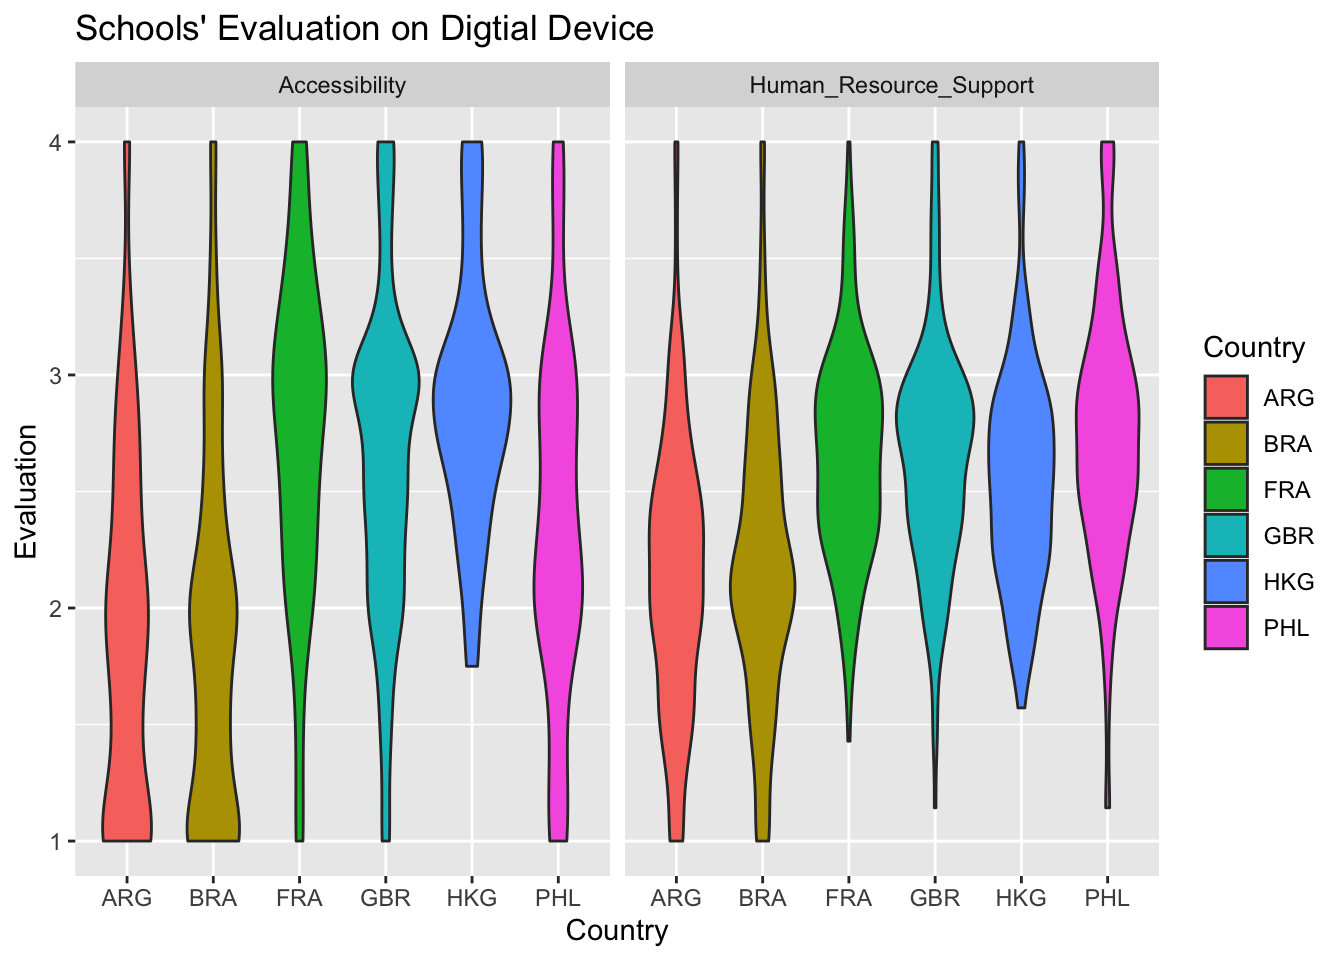 Schools' Evaluation on Digtial Device
Accessibility
Human_Resource_Support
4
3
2
1
Evaluation
ARG BRA FRA GBR HKG PHL
ARG BRA FRA GBR HKG PHL
Country
Country
ARG
BRA
FRA
GBR
HKG
PHL